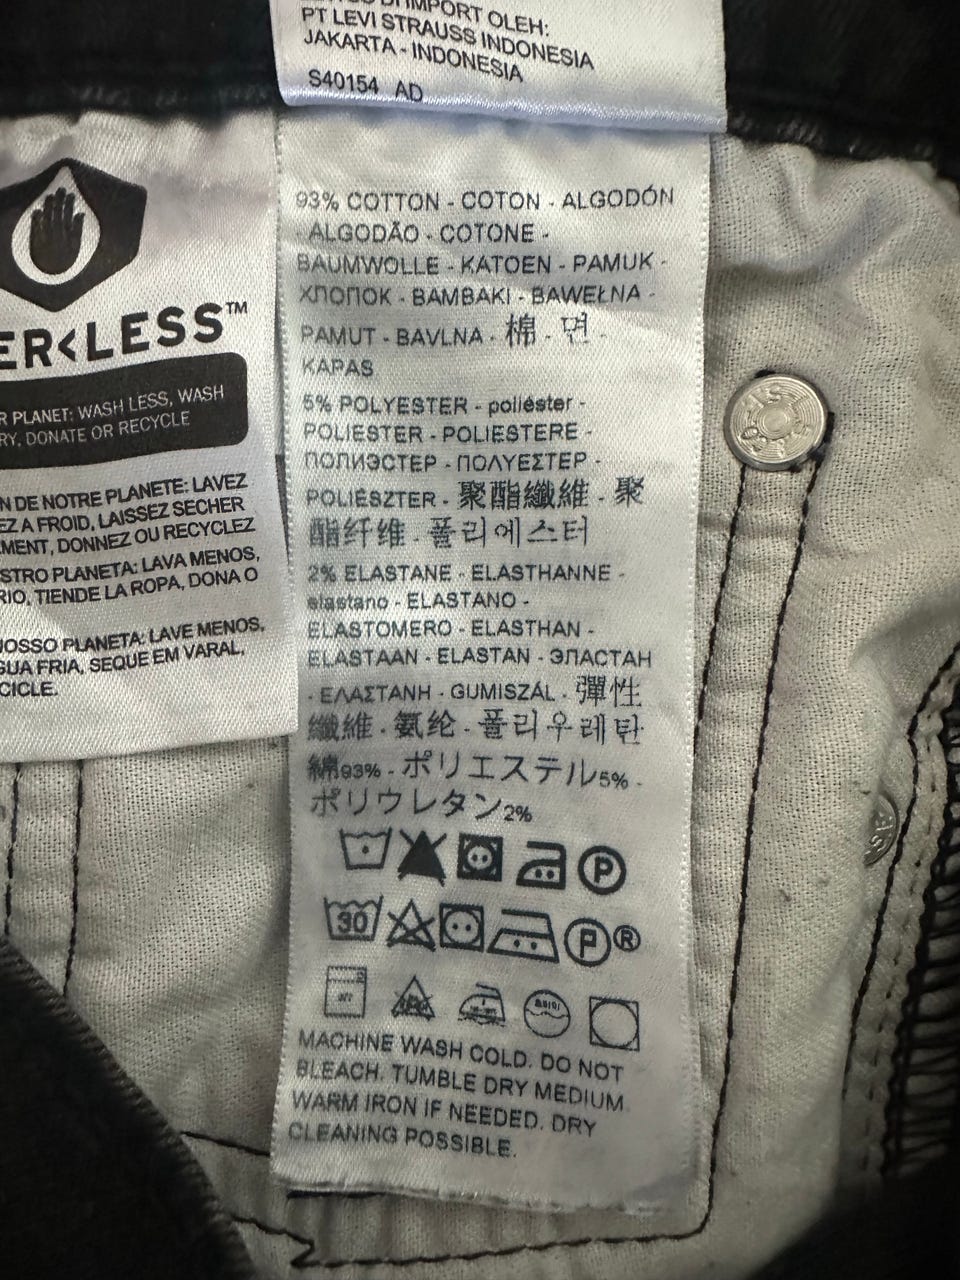 IMPORT OLEH:
PT LEVI STRAUSS INDONESIA
JAKARTA - INDONESIA
S40154 AD
ER<LESS™
R PLANET: WASH LESS, WASH
RY, DONATE OR RECYCLE
N DE NOTRE PLANETE: LAVEZ
EZ A FROID, LAISSEZ SECHER
EMENT, DONNEZ OU RECYCLEZ
STRO PLANETA: LAVA MENOS,
RIO, TIENDE LA ROPA, DONA O
NOSSO PLANETA: LAVE MENOS,
GUA FRIA, SEQUE EM VARAL,
CICLE.
93% COTTON - COTON - ALGODÓN
- ALGODÃO - COTONE -
BAUMWOLLE - KATOEN - PAMUK -
ХЛОПОК - BAMBAKI - BAWEŁNA -
PAMUT - BAVLNA - 棉 - 면 -
KAPAS
5% POLYESTER - poliéster -
POLIESTER - POLIESTERE -
ПОЛИЭСТЕР - ΠΟΛΥΕΣΤΕΡ -
POLIÉSZTER - 聚酯纖維 - 聚
酯纤维 - 폴리에스터
2% ELASTANE - ELASTHANNE -
elastano - ELASTANO -
ELASTOMERO - ELASTHAN -
ELASTAAN - ELASTAN - ЭЛАСТАН
- ΕΛΑΣΤΑΝΗ - GUMISZÁL - 彈性
纖維 - 氨纶 - 폴리우레탄
綿93% - ポリエステル5% -
ポリウレタン2%
P
30 P ®
MACHINE WASH COLD. DO NOT
BLEACH. TUMBLE DRY MEDIUM.
WARM IRON IF NEEDED. DRY
CLEANING POSSIBLE.